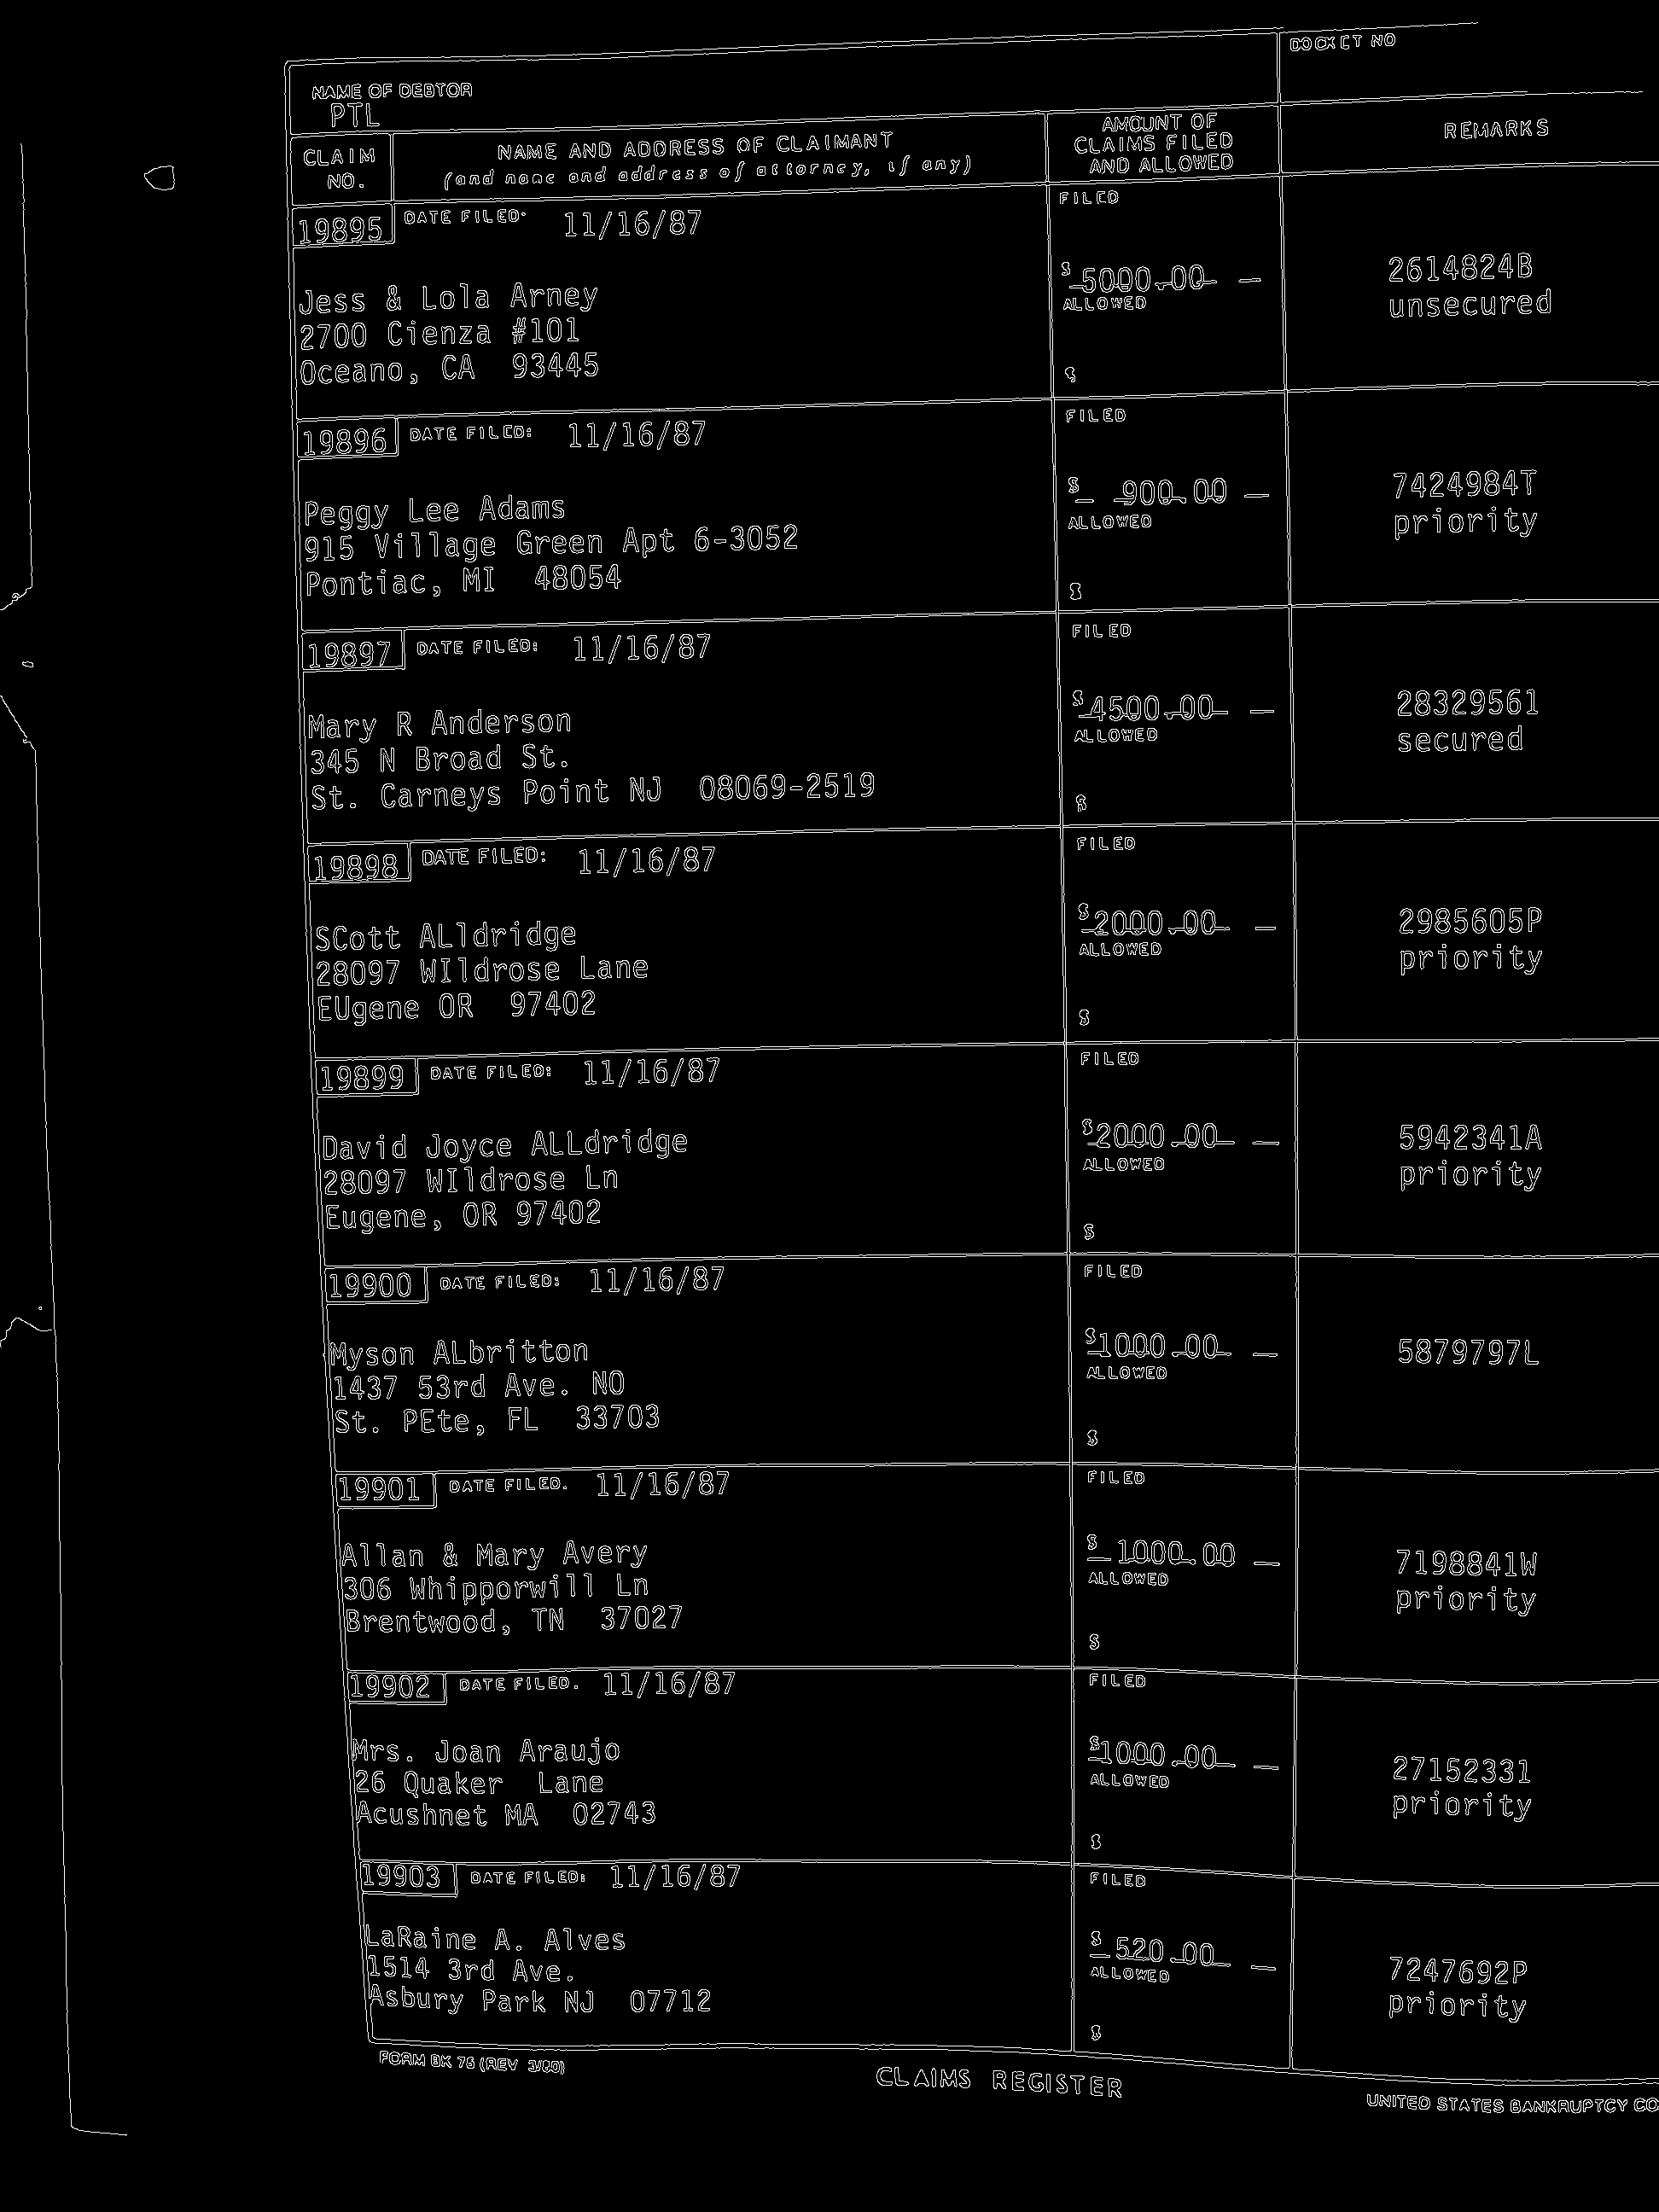 DOCKET NO
NAME OF DEBTOR
PTL
CLAIM NO.
NAME AND ADDRESS OF CLAIMANT
(and name and address of attorney, if any)
AMOUNT OF
CLAIMS FILED
AND ALLOWED
REMARKS
19895 DATE FILED: 11/16/87
Jess & Lola Arney
2700 Cienza #101
Oceano, CA 93445
FILED
$ 5000.00
ALLOWED
$
2614824B
unsecured
19896 DATE FILED: 11/16/87
Peggy Lee Adams
915 Village Green Apt 6-3052
Pontiac, MI 48054
FILED
$ 900.00
ALLOWED
$
7424984T
priority
19897 DATE FILED: 11/16/87
Mary R Anderson
345 N Broad St.
St. Carneys Point NJ 08069-2519
FILED
$ 4500.00
ALLOWED
$
28329561
secured
19898 DATE FILED: 11/16/87
SCott ALldridge
28097 WIldrose Lane
EUgene OR 97402
FILED
$ 2000.00
ALLOWED
$
2985605P
priority
19899 DATE FILED: 11/16/87
David Joyce ALLdridge
28097 WIldrose Ln
Eugene, OR 97402
FILED
$ 2000.00
ALLOWED
$
5942341A
priority
19900 DATE FILED: 11/16/87
Myson ALbritton
1437 53rd Ave. NO
St. PEte, FL 33703
FILED
$ 1000.00
ALLOWED
$
5879797L
19901 DATE FILED. 11/16/87
Allan & Mary Avery
306 Whipporwill Ln
Brentwood, TN 37027
FILED
$ 1000.00
ALLOWED
$
7198841W
priority
19902 DATE FILED. 11/16/87
Mrs. Joan Araujo
26 Quaker Lane
Acushnet MA 02743
FILED
$ 1000.00
ALLOWED
$
27152331
priority
19903 DATE FILED: 11/16/87
LaRaine A. Alves
1514 3rd Ave.
Asbury Park NJ 07712
FILED
$ 520.00
ALLOWED
$
7247692P
priority
FORM BK 76 (REV 3/80)
CLAIMS REGISTER
UNITED STATES BANKRUPTCY CO